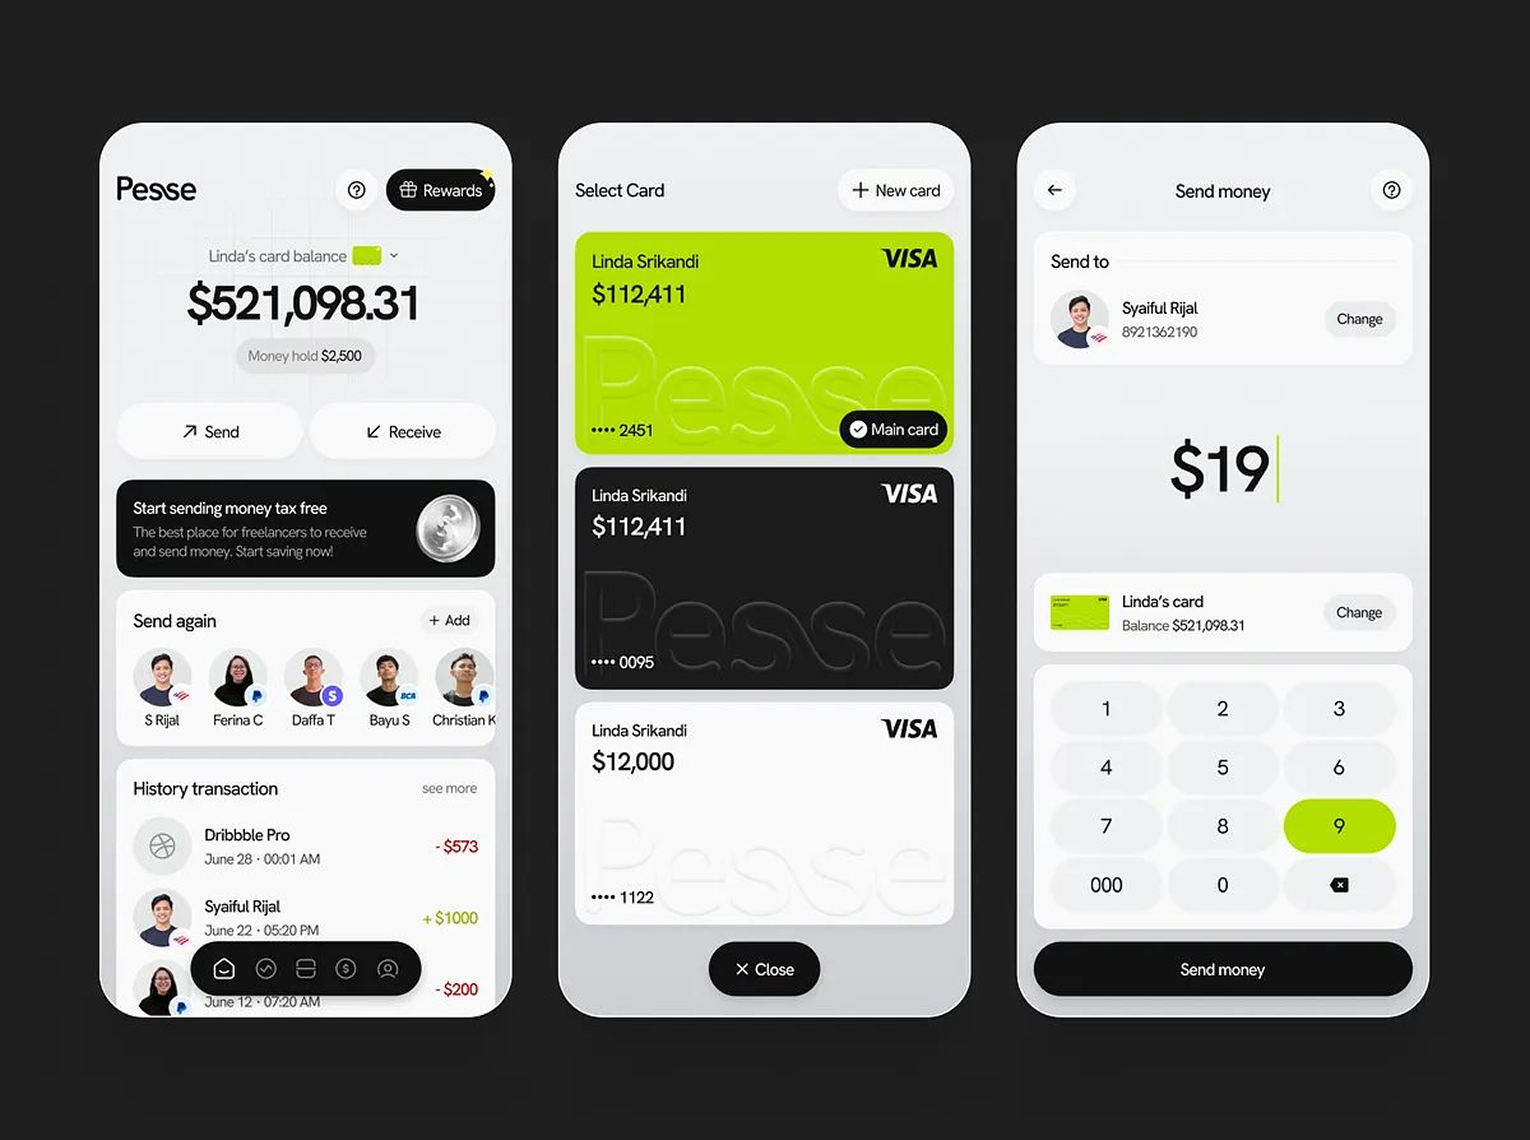 Pesse
Rewards
Linda's card balance
$521,098.31
Money hold $2,500
Send
Receive
Start sending money tax free
The best place for freelancers to receive
and send money. Start saving now!
Send again
+ Add
S Rijal
Ferina C
Daffa T
Bayu S
Christian K
S
BCA
History transaction
see more
Dribbble Pro
June 28 · 00:01 AM
- $573
Syaiful Rijal
June 22 · 05:20 PM
+ $1000
June 12 · 07:20 AM
- $200
Select Card
+ New card
Linda Srikandi
VISA
$112,411
Pesse
•••• 2451
Main card
Linda Srikandi
VISA
$112,411
Pesse
•••• 0095
Linda Srikandi
VISA
$12,000
Pesse
•••• 1122
Close
Send money
Send to
Syaiful Rijal
8921362190
Change
$19
Linda's card
Balance $521,098.31
Change
1 2 3
4 5 6
7 8 9
000 0
Send money